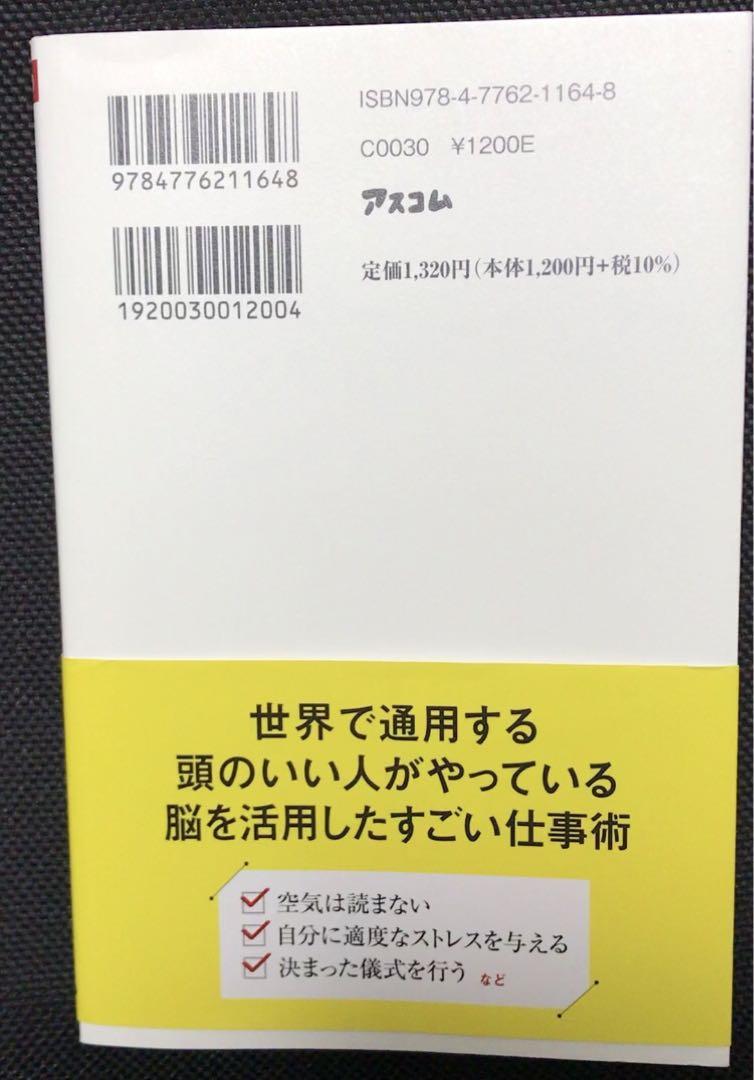 ISBN978-4-7762-1164-8
C0030 ¥1200E
9784776211648
アスコム
定価1,320円(本体1,200円+税10%)
1920030012004
世界で通用する
頭のいい人がやっている
脳を活用したすごい仕事術
空気は読まない
自分に適度なストレスを与える
決まった儀式を行う など